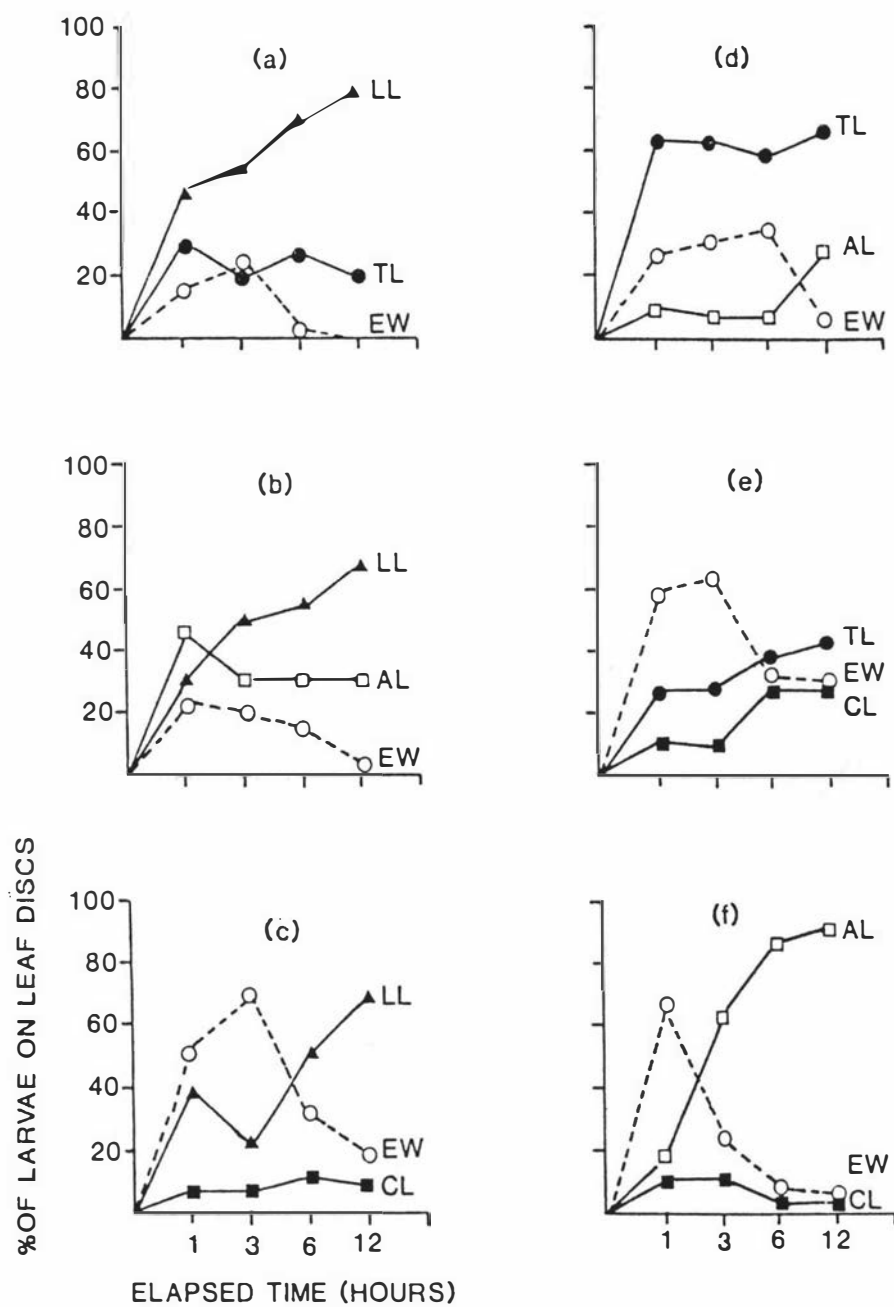 100
80
60
40
20
(a)
LL
TL
EW
(d)
TL
AL
EW
100
80
60
40
20
(b)
LL
AL
EW
(e)
TL
EW
CL
100
80
60
40
20
(c)
LL
EW
CL
1 3 6 12
(f)
AL
EW
CL
1 3 6 12
%OF LARVAE ON LEAF DISCS
ELAPSED TIME (HOURS)